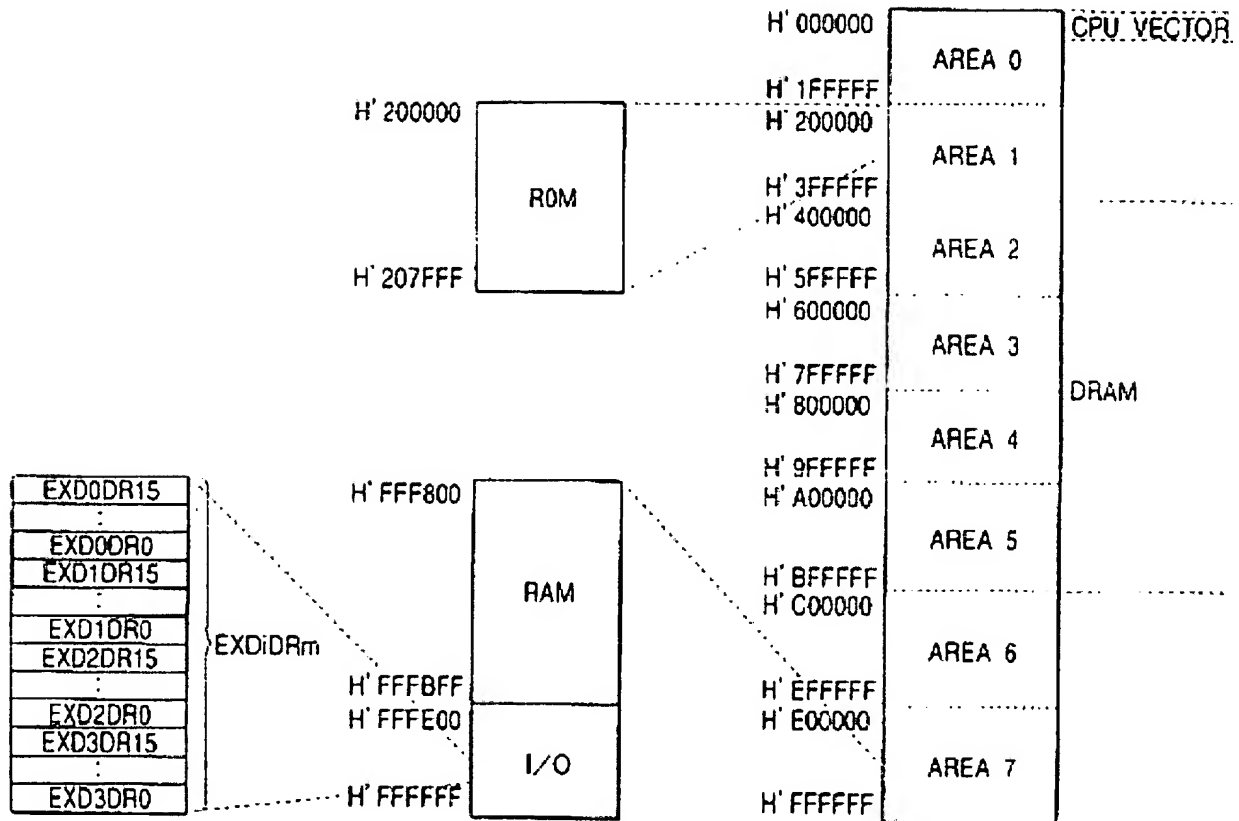 H' 000000
CPU VECTOR
AREA 0
H' 1FFFFF
H' 200000
H' 200000
AREA 1
ROM
H' 3FFFFF
H' 400000
AREA 2
H' 207FFF
H' 5FFFFF
H' 600000
AREA 3
H' 7FFFFF
H' 800000
DRAM
AREA 4
H' 9FFFFF
H' A00000
EXD0DR15
H' FFF800
:
EXD0DR0
EXD1DR15
AREA 5
RAM
H' BFFFFF
H' C00000
:
EXD1DR0
EXD2DR15
EXDiDRm
AREA 6
:
H' FFFBFF
H' EFFFFF
EXD2DR0
H' FFFE00
H' E00000
EXD3DR15
:
I/O
AREA 7
EXD3DR0
H' FFFFFF
H' FFFFFF